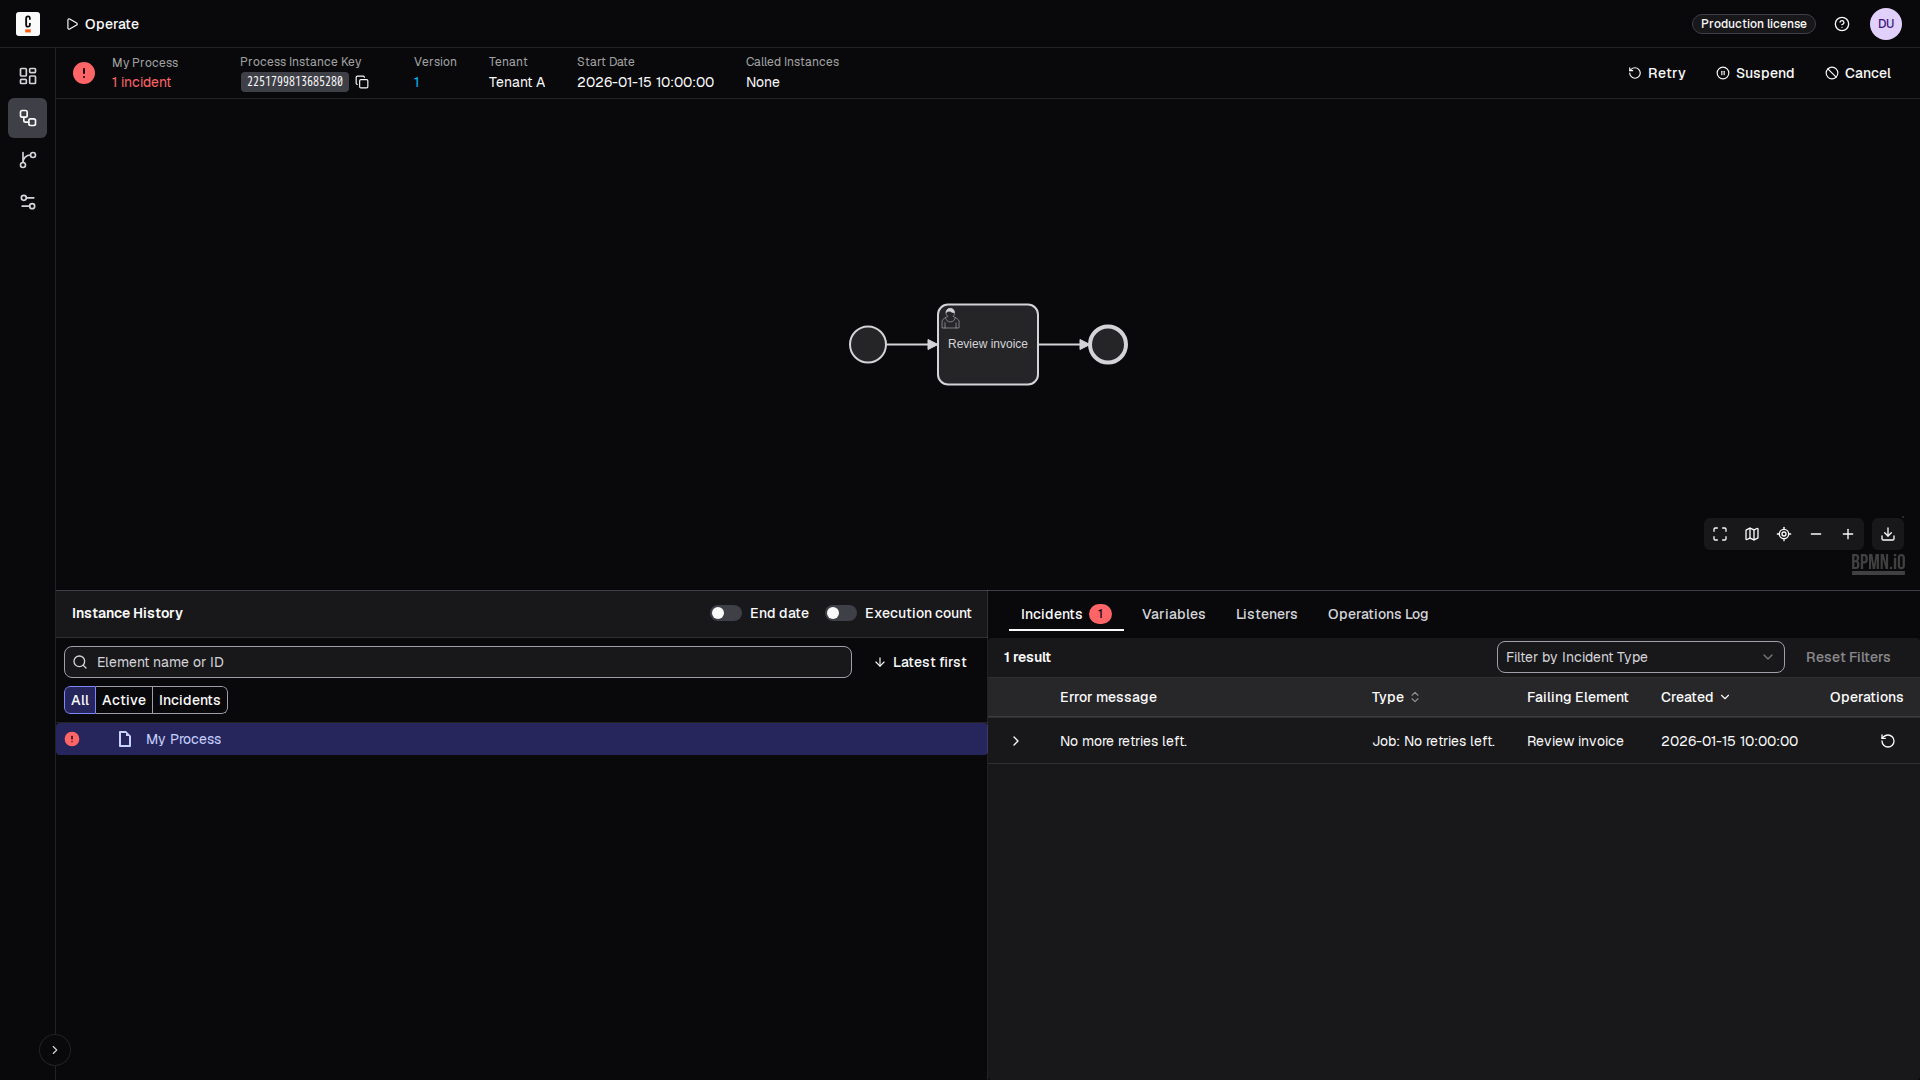 Operate
Production license
DU
My Process
1 incident
Process Instance Key
2251799813685280
Version
1
Tenant
Tenant A
Start Date
2026-01-15 10:00:00
Called Instances
None
Retry
Suspend
Cancel
Review invoice
BPMN.iO
Instance History
End date
Execution count
Element name or ID
Latest first
All
Active
Incidents
My Process
Incidents 1
Variables
Listeners
Operations Log
1 result
Filter by Incident Type
Reset Filters
Error message
Type
Failing Element
Created
Operations
No more retries left.
Job: No retries left.
Review invoice
2026-01-15 10:00:00